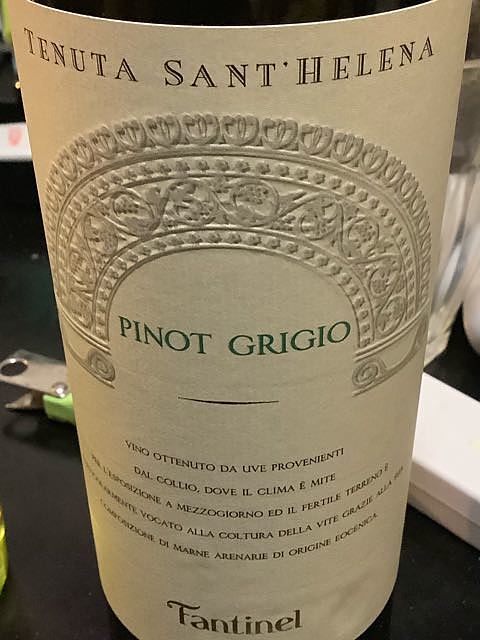 TENUTA SANT'HELENA
PINOT GRIGIO
VINO OTTENUTO DA UVE PROVENIENTI
DAL COLLIO, DOVE IL CLIMA È MITE
PER L'ESPOSIZIONE A MEZZOGIORNO ED IL FERTILE TERRENO È
VOCATO ALLA COLTURA DELLA VITE GRAZIE ALLA SUA
COMPOSIZIONE DI MARNE ARENARIE DI ORIGINE EOCENICA.
Fantinel